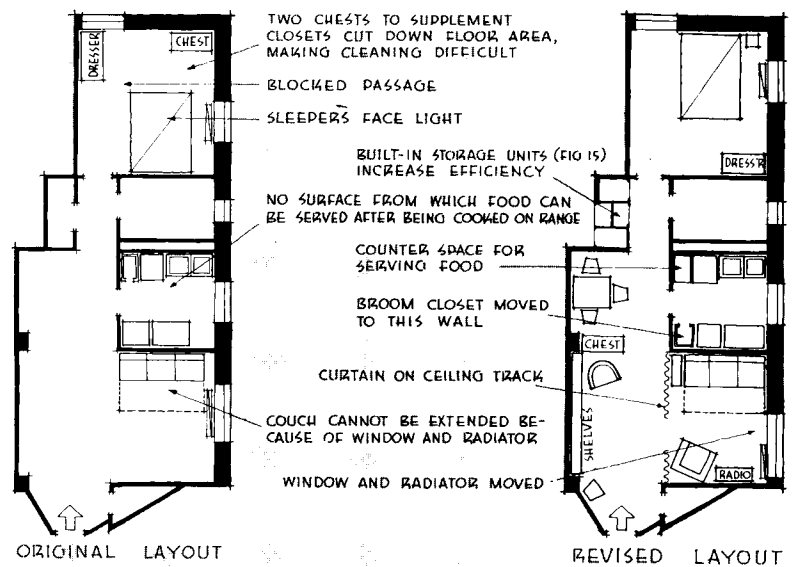 TWO CHESTS TO SUPPLEMENT
CLOSETS CUT DOWN FLOOR AREA,
MAKING CLEANING DIFFICULT
DRESSER
CHEST
BLOCKED PASSAGE
SLEEPER'S FACE LIGHT
BUILT-IN STORAGE UNITS (FIG 15)
INCREASE EFFICIENCY
DRESS'R
NO SURFACE FROM WHICH FOOD CAN
BE SERVED AFTER BEING COOKED ON RANGE
COUNTER SPACE FOR
SERVING FOOD
BROOM CLOSET MOVED
TO THIS WALL
CHEST
CURTAIN ON CEILING TRACK
COUCH CANNOT BE EXTENDED BE-
CAUSE OF WINDOW AND RADIATOR
SHELVES
WINDOW AND RADIATOR MOVED
RADIO
ORIGINAL LAYOUT
REVISED LAYOUT